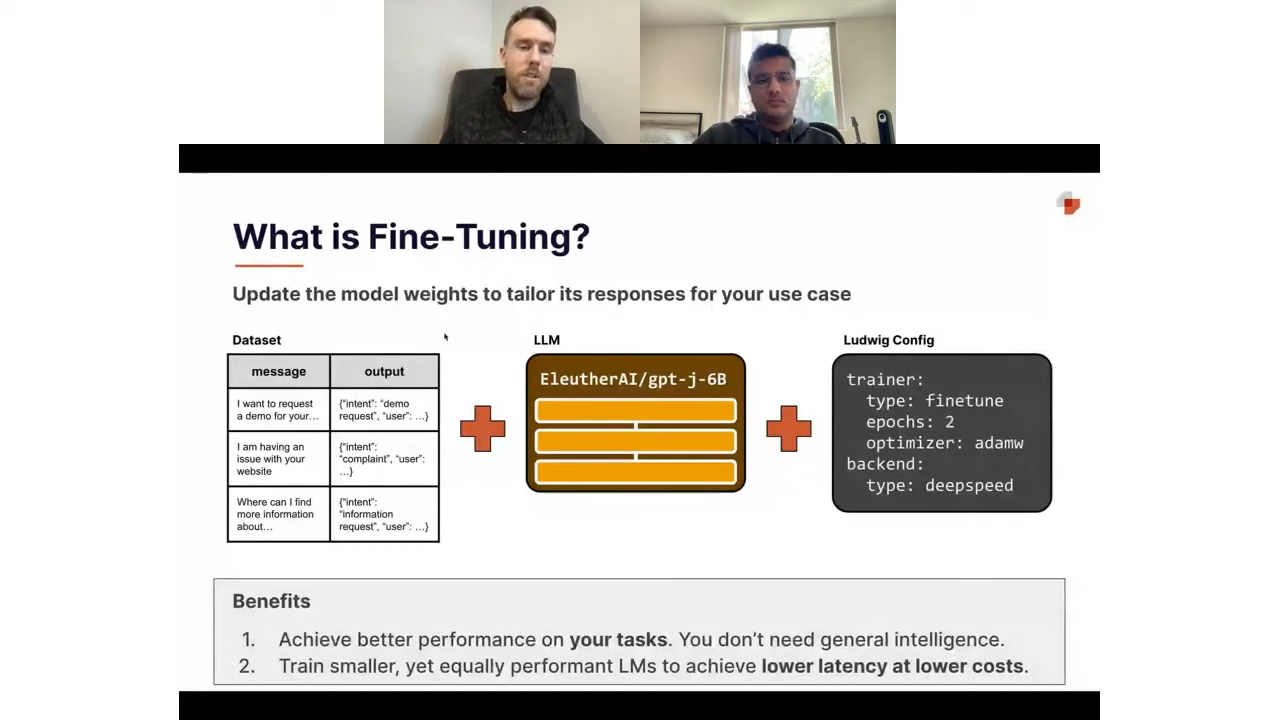 What is Fine-Tuning?
Update the model weights to tailor its responses for your use case
Dataset
message output
I want to request
a demo for your…
{"intent": "demo
request", "user": …}
I am having an
issue with your
website
{"intent":
"complaint", "user":
…}
Where can I find
more information
about…
{"intent":
"information
request", "user": …}
LLM
EleutherAI/gpt-j-6B
Ludwig Config
trainer:
  type: finetune
  epochs: 2
  optimizer: adamw
backend:
  type: deepspeed
Benefits
1. Achieve better performance on your tasks. You don't need general intelligence.
2. Train smaller, yet equally performant LMs to achieve lower latency at lower costs.